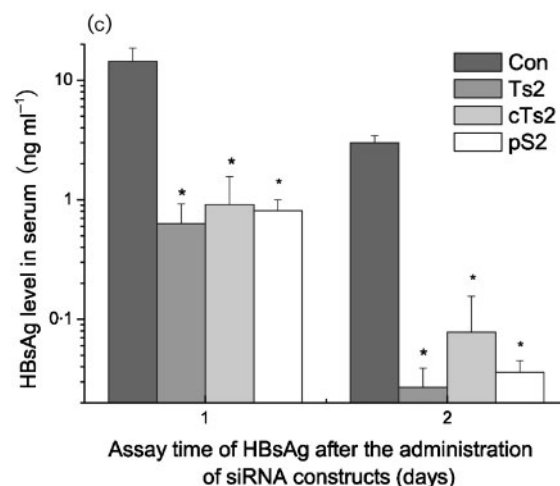 (c)
Con
Ts2
cTs2
pS2
HBsAg level in serum (ng ml⁻¹)
10
1
0·1
*
*
*
*
*
*
1
2
Assay time of HBsAg after the administration
of siRNA constructs (days)